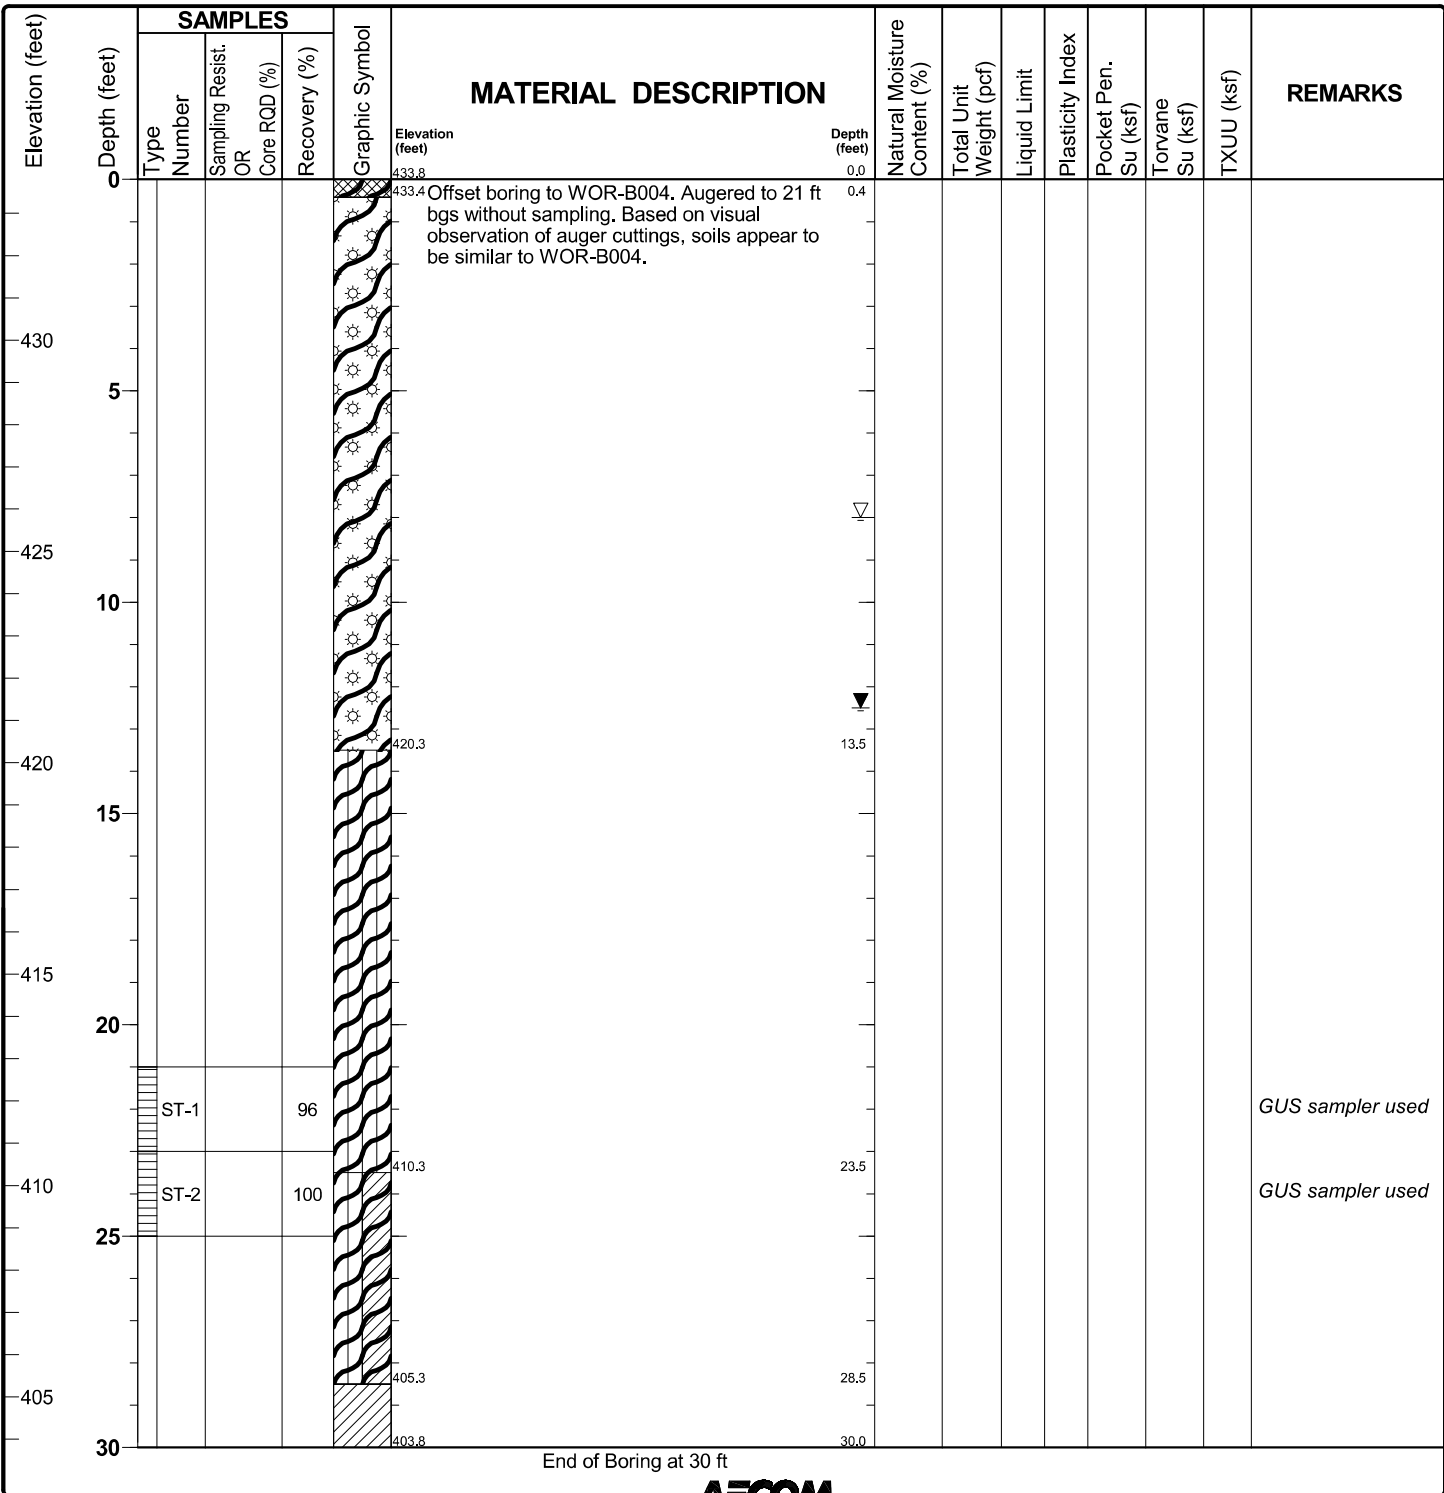 Elevation (feet)
Depth (feet)
SAMPLES
Type
Number
Sampling Resist.
OR
Core RQD (%)
Recovery (%)
Graphic Symbol
MATERIAL DESCRIPTION
Elevation
(feet)
Depth
(feet)
Natural Moisture
Content (%)
Total Unit
Weight (pcf)
Liquid Limit
Plasticity Index
Pocket Pen.
Su (ksf)
Torvane
Su (ksf)
TXUU (ksf)
REMARKS
0
433.8
0.0
433.4
Offset boring to WOR-B004. Augered to 21 ft
0.4
bgs without sampling. Based on visual
observation of auger cuttings, soils appear to
be similar to WOR-B004.
430
5
425
10
420.3
13.5
420
15
415
20
ST-1
96
GUS sampler used
410.3
23.5
410
ST-2
100
GUS sampler used
25
405.3
28.5
405
403.8
30.0
30
End of Boring at 30 ft
AECOM